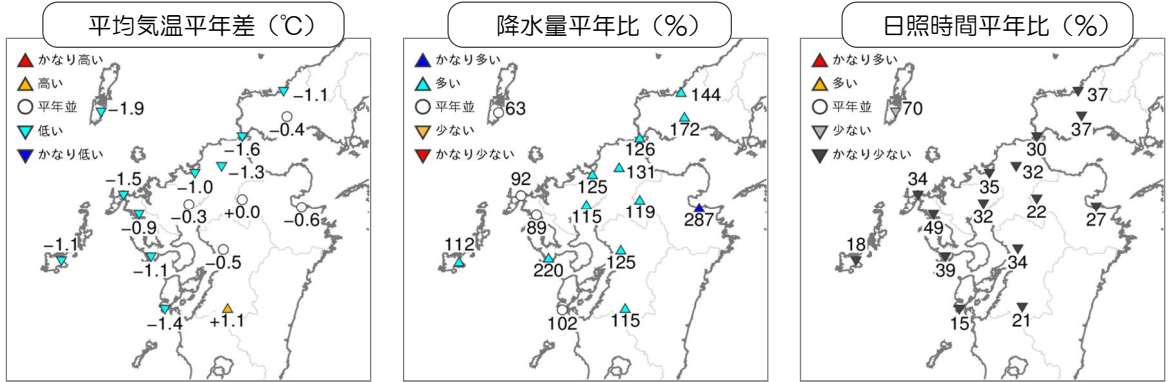 平均気温平年差（℃）
かなり高い
高い
平年並
低い
かなり低い
−1.1
−1.9
−0.4
−1.6
−1.3
−1.0
−1.5
−0.3
+0.0
−0.6
−0.9
−1.1
−0.5
−1.1
−1.4
+1.1
降水量平年比（%）
かなり多い
多い
平年並
少ない
かなり少ない
144
63
172
126
131
125
92
115
119
287
89
112
125
220
102
115
日照時間平年比（%）
かなり多い
多い
平年並
少ない
かなり少ない
37
70
37
30
32
35
34
32
22
27
49
18
34
39
15
21